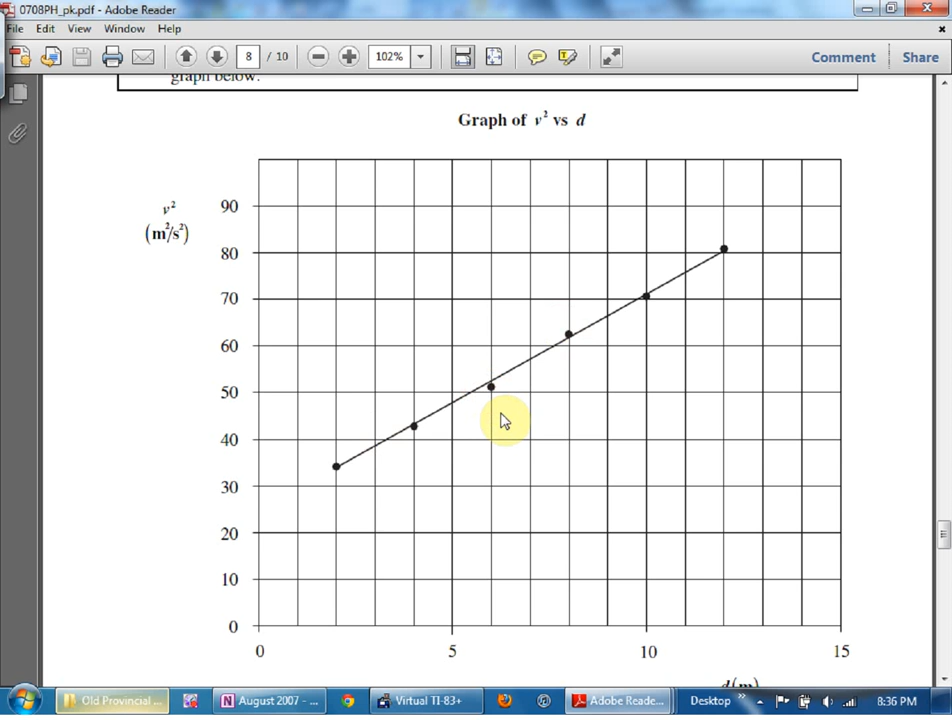 0708PH_pk.pdf - Adobe Reader
File Edit View Window Help
8 / 10 102% Comment Share
graph below.
Graph of v² vs d
v²
(m²/s²)
90
80
70
60
50
40
30
20
10
0
0 5 10 15
d(m)
Old Provincial ... August 2007 - ... Virtual TI-83+ Adobe Reade... Desktop » 8:36 PM